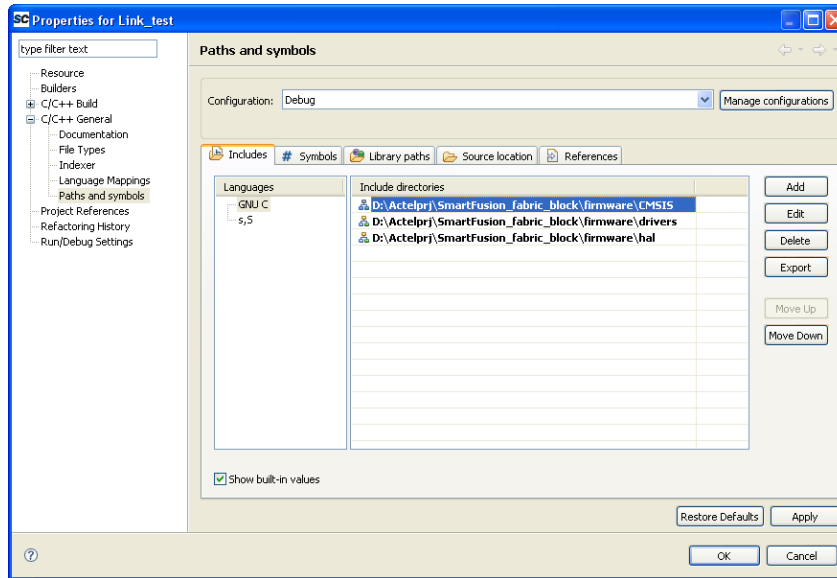 SC Properties for Link_test
type filter text
Resource
Builders
C/C++ Build
C/C++ General
Documentation
File Types
Indexer
Language Mappings
Paths and symbols
Project References
Refactoring History
Run/Debug Settings
Paths and symbols
Configuration: Debug
Manage configurations
Includes # Symbols Library paths Source location References
Languages
GNU C
s,S
Include directories
D:\Actelprj\SmartFusion_fabric_block\firmware\CMSIS
D:\Actelprj\SmartFusion_fabric_block\firmware\drivers
D:\Actelprj\SmartFusion_fabric_block\firmware\hal
Add
Edit
Delete
Export
Move Up
Move Down
Show built-in values
Restore Defaults Apply
? OK Cancel